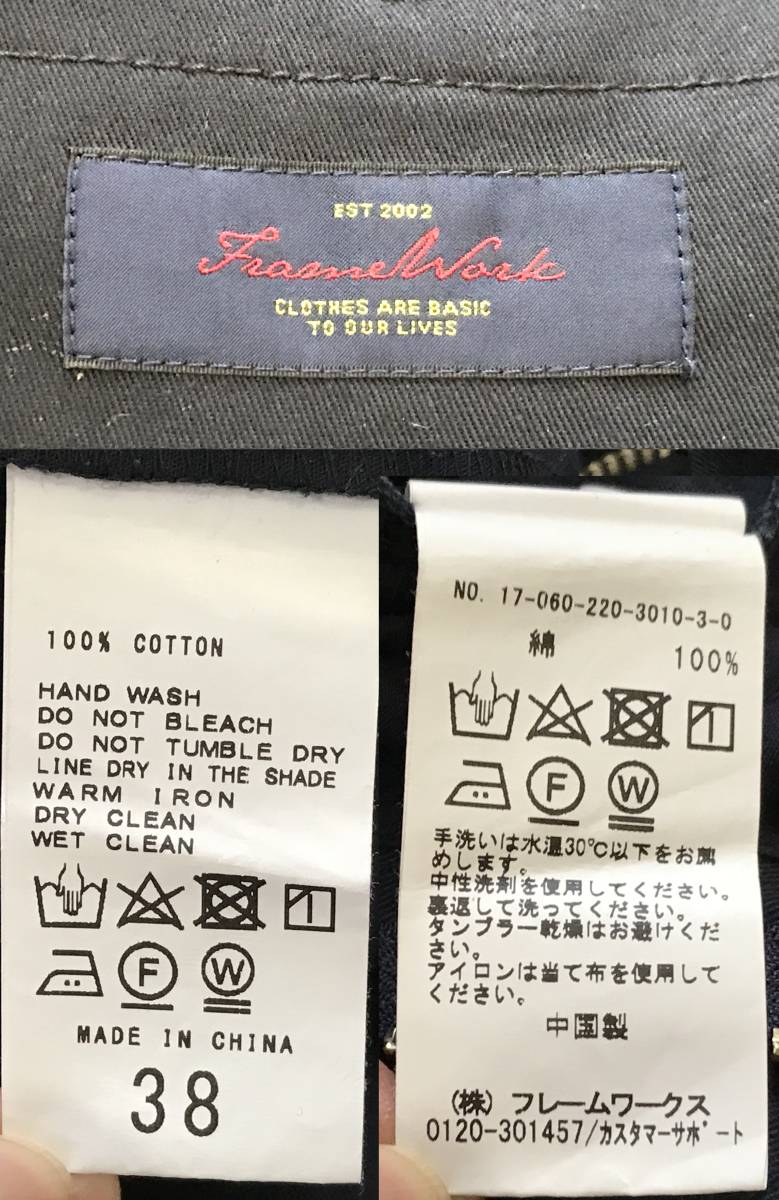 EST 2002
FrameWork
CLOTHES ARE BASIC
TO OUR LIVES
100% COTTON
HAND WASH
DO NOT BLEACH
DO NOT TUMBLE DRY
LINE DRY IN THE SHADE
WARM IRON
DRY CLEAN
WET CLEAN
F W
MADE IN CHINA
38
NO. 17-060-220-3010-3-0
綿 100%
F W
手洗いは水温30℃以下をお薦
めします。
中性洗剤を使用してください。
裏返して洗ってください。
タンブラー乾燥はお避けくだ
さい。
アイロンは当て布を使用して
ください。
中国製
(株) フレームワークス
0120-301457/カスタマーサポート